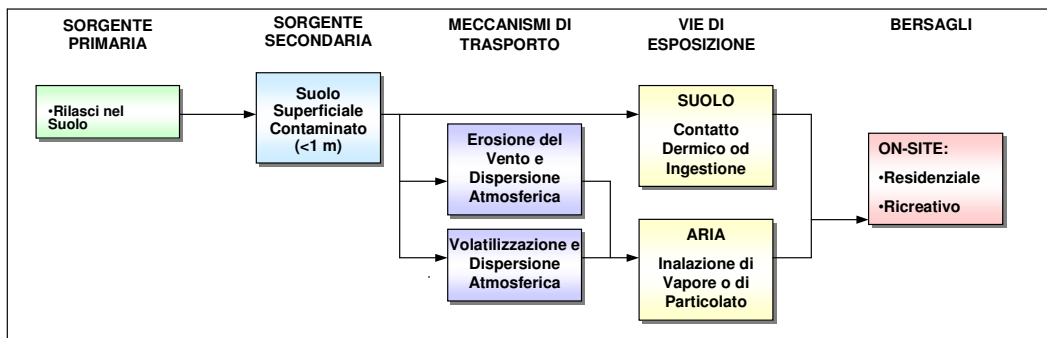 SORGENTE
PRIMARIA
SORGENTE
SECONDARIA
MECCANISMI DI
TRASPORTO
VIE DI
ESPOSIZIONE
BERSAGLI
•Rilasci nel
Suolo
Suolo
Superficiale
Contaminato
(<1 m)
Erosione del
Vento e
Dispersione
Atmosferica
Volatilizzazione e
Dispersione
Atmosferica
SUOLO
Contatto
Dermico od
Ingestione
ARIA
Inalazione di
Vapore o di
Particolato
ON-SITE:
•Residenziale
•Ricreativo